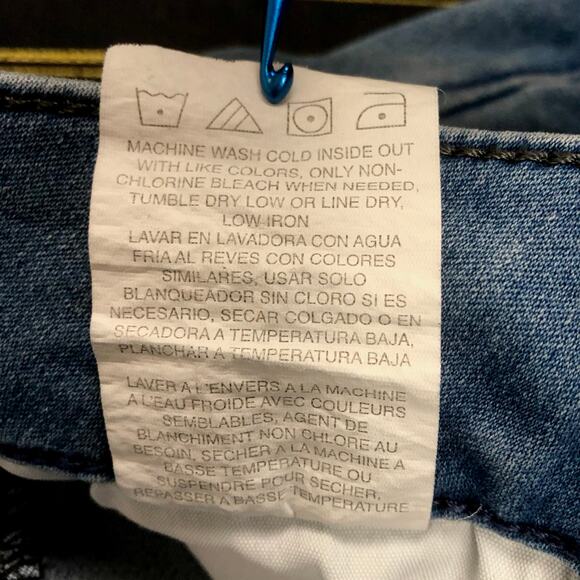 MACHINE WASH COLD INSIDE OUT
WITH LIKE COLORS, ONLY NON-
CHLORINE BLEACH WHEN NEEDED,
TUMBLE DRY LOW OR LINE DRY,
LOW IRON
LAVAR EN LAVADORA CON AGUA
FRIA AL REVES CON COLORES
SIMILARES, USAR SOLO
BLANQUEADOR SIN CLORO SI ES
NECESARIO, SECAR COLGADO O EN
SECADORA A TEMPERATURA BAJA,
PLANCHAR A TEMPERATURA BAJA
LAVER A L'ENVERS A LA MACHINE
A L'EAU FROIDE AVEC COULEURS
SEMBLABLES, AGENT DE
BLANCHIMENT NON CHLORE AU
BESOIN, SECHER A LA MACHINE A
BASSE TEMPERATURE OU
SUSPENDRE POUR SECHER,
REPASSER A BASSE TEMPERATURE